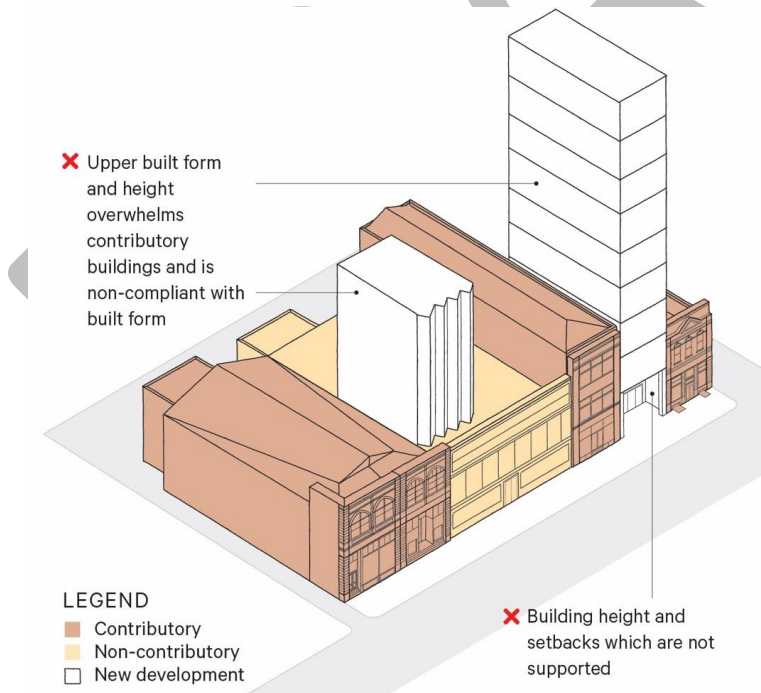 Upper built form
and height
overwhelms
contributory
buildings and is
non-compliant with
built form
LEGEND
Contributory
Non-contributory
New development
Building height and
setbacks which are not
supported